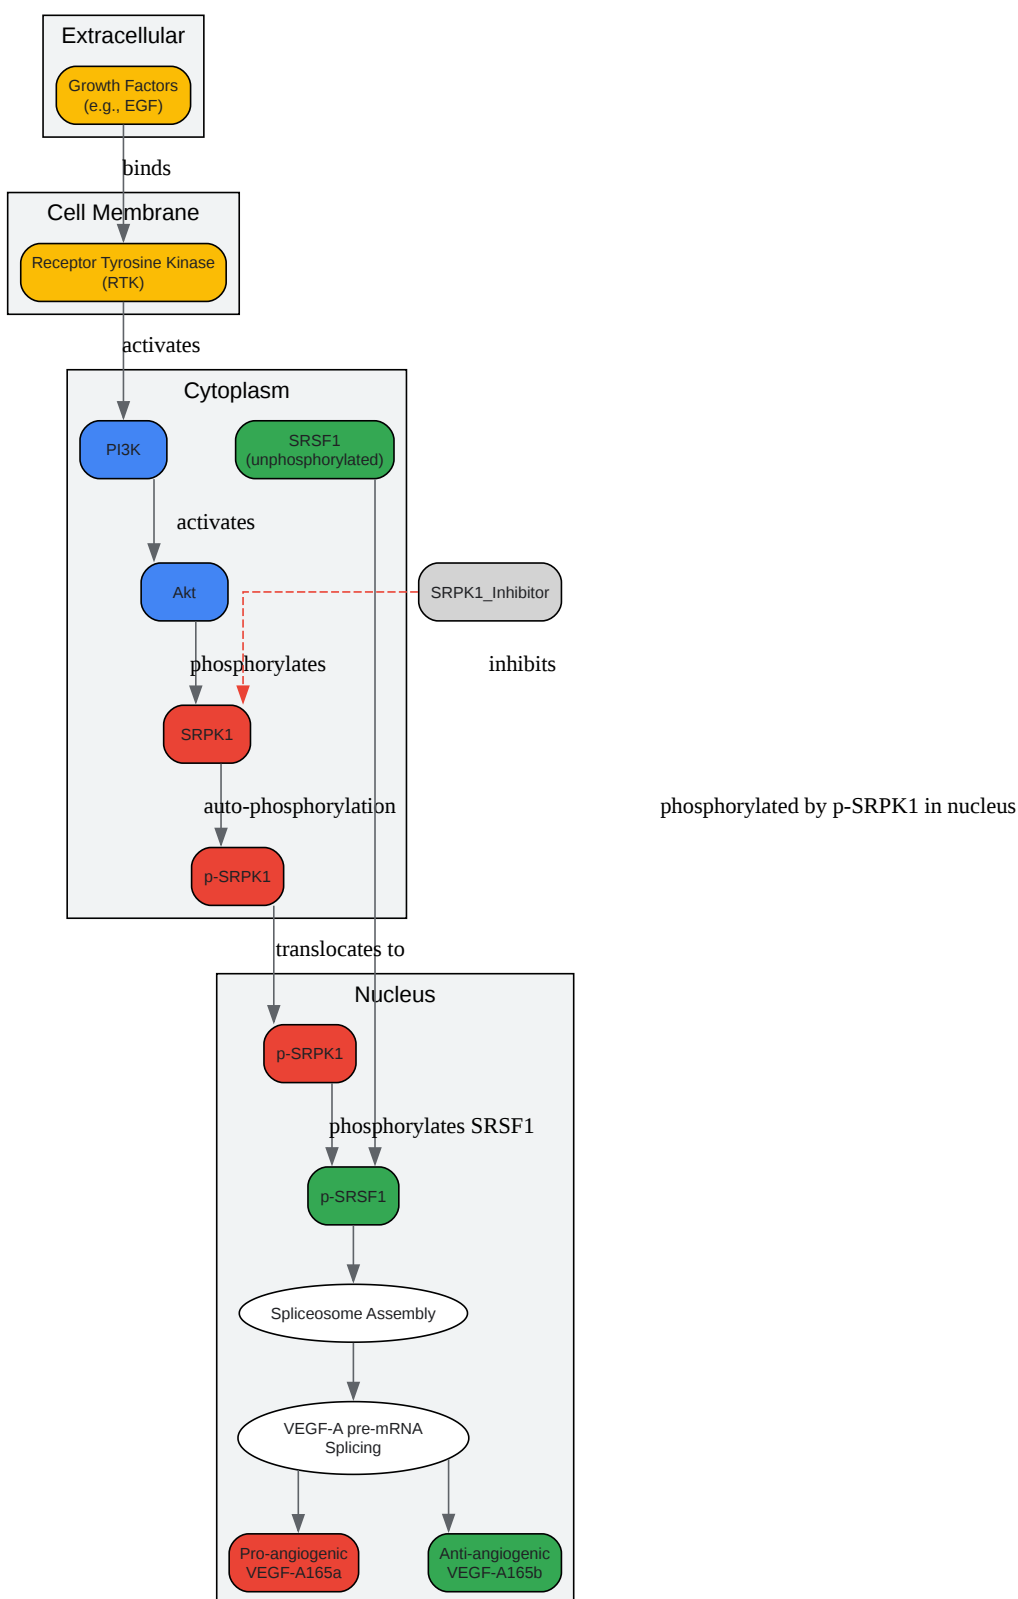 Extracellular
Growth Factors
(e.g., EGF)
binds
Cell Membrane
Receptor Tyrosine Kinase
(RTK)
activates
Cytoplasm
PI3K
SRSF1
(unphosphorylated)
activates
Akt
SRPK1_Inhibitor
phosphorylates
inhibits
SRPK1
auto-phosphorylation
phosphorylated by p-SRPK1 in nucleus
p-SRPK1
translocates to
Nucleus
p-SRPK1
phosphorylates SRSF1
p-SRSF1
Spliceosome Assembly
VEGF-A pre-mRNA
Splicing
Pro-angiogenic
VEGF-A165a
Anti-angiogenic
VEGF-A165b